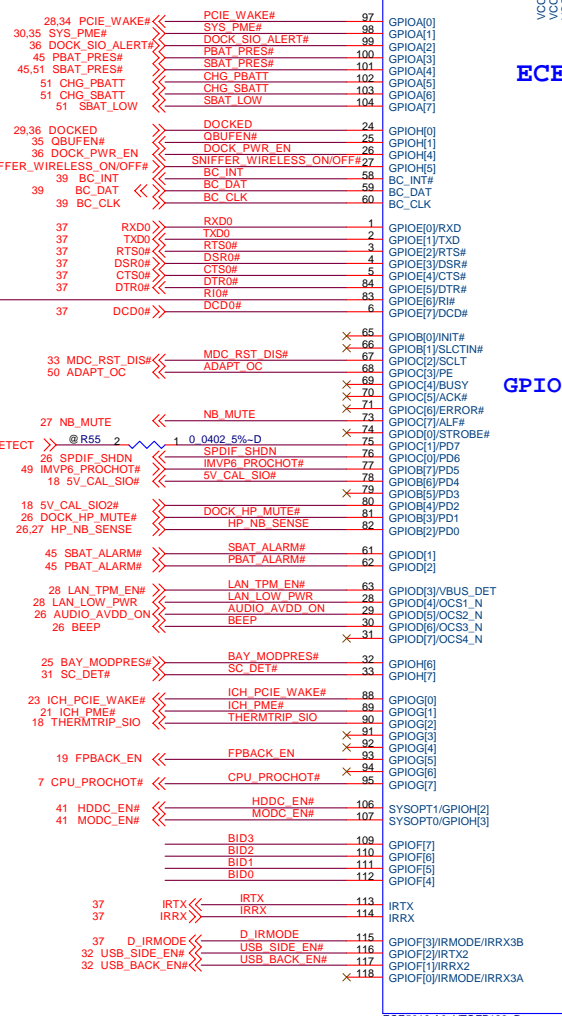 28,34 PCIE_WAKE# PCIE_WAKE# 97 GPIOA[0]
30,35 SYS_PME# SYS_PME# 98 GPIOA[1]
36 DOCK_SIO_ALERT# DOCK_SIO_ALERT# 99 GPIOA[2]
45 PBAT_PRES# PBAT_PRES# 100 GPIOA[3]
45,51 SBAT_PRES# SBAT_PRES# 101 GPIOA[4]
51 CHG_PBATT CHG_PBATT 102 GPIOA[5]
51 CHG_SBATT CHG_SBATT 103 GPIOA[6]
51 SBAT_LOW SBAT_LOW 104 GPIOA[7]
VCC
ECE
29,36 DOCKED DOCKED 24 GPIOH[0]
35 QBUFEN# QBUFEN# 25 GPIOH[1]
36 DOCK_PWR_EN DOCK_PWR_EN 26 GPIOH[4]
FER_WIRELESS_ON/OFF# SNIFFER_WIRELESS_ON/OFF# 27 GPIOH[5]
39 BC_INT BC_INT 58 BC_INT#
39 BC_DAT BC_DAT 59 BC_DAT
39 BC_CLK BC_CLK 60 BC_CLK
37 RXD0 RXD0 1 GPIOE[0]/RXD
37 TXD0 TXD0 2 GPIOE[1]/TXD
37 RTS0# RTS0# 3 GPIOE[2]/RTS#
37 DSR0# DSR0# 4 GPIOE[3]/DSR#
37 CTS0# CTS0# 5 GPIOE[4]/CTS#
37 DTR0# DTR0# 84 GPIOE[5]/DTR#
RI0# 83 GPIOE[6]/RI#
37 DCD0# DCD0# 6 GPIOE[7]/DCD#
65 GPIOB[0]/INIT#
66 GPIOB[1]/SLCTIN#
33 MDC_RST_DIS# MDC_RST_DIS# 67 GPIOC[2]/SCLT
50 ADAPT_OC ADAPT_OC 68 GPIOC[3]/PE
69 GPIOC[4]/BUSY
70 GPIOC[5]/ACK#
71 GPIOC[6]/ERROR#
27 NB_MUTE NB_MUTE 73 GPIOC[7]/ALF#
74 GPIOD[0]/STROBE#
ETECT @ R55 2 1 0_0402_5%~D 75 GPIOC[1]/PD7
26 SPDIF_SHDN SPDIF_SHDN 76 GPIOC[0]/PD6
49 IMVP6_PROCHOT# IMVP6_PROCHOT# 77 GPIOB[7]/PD5
18 5V_CAL_SIO# 5V_CAL_SIO# 78 GPIOB[6]/PD4
79 GPIOB[5]/PD3
18 5V_CAL_SIO2# 80 GPIOB[4]/PD2
26 DOCK_HP_MUTE# DOCK_HP_MUTE# 81 GPIOB[3]/PD1
26,27 HP_NB_SENSE HP_NB_SENSE 82 GPIOB[2]/PD0
GPIO
45 SBAT_ALARM# SBAT_ALARM# 61 GPIOD[1]
45 PBAT_ALARM# PBAT_ALARM# 62 GPIOD[2]
28 LAN_TPM_EN# LAN_TPM_EN# 63 GPIOD[3]/VBUS_DET
28 LAN_LOW_PWR LAN_LOW_PWR 28 GPIOD[4]/OCS1_N
26 AUDIO_AVDD_ON AUDIO_AVDD_ON 29 GPIOD[5]/OCS2_N
26 BEEP BEEP 30 GPIOD[6]/OCS3_N
31 GPIOD[7]/OCS4_N
25 BAY_MODPRES# BAY_MODPRES# 32 GPIOH[6]
31 SC_DET# SC_DET# 33 GPIOH[7]
23 ICH_PCIE_WAKE# ICH_PCIE_WAKE# 88 GPIOG[0]
21 ICH_PME# ICH_PME# 89 GPIOG[1]
18 THERMTRIP_SIO THERMTRIP_SIO 90 GPIOG[2]
91 GPIOG[3]
92 GPIOG[4]
19 FPBACK_EN FPBACK_EN 93 GPIOG[5]
94 GPIOG[6]
7 CPU_PROCHOT# CPU_PROCHOT# 95 GPIOG[7]
41 HDDC_EN# HDDC_EN# 106 SYSOPT1/GPIOH[2]
41 MODC_EN# MODC_EN# 107 SYSOPT0/GPIOH[3]
BID3 109 GPIOF[7]
BID2 110 GPIOF[6]
BID1 111 GPIOF[5]
BID0 112 GPIOF[4]
37 IRTX IRTX 113 IRTX
37 IRRX IRRX 114 IRRX
37 D_IRMODE D_IRMODE 115 GPIOF[3]/IRMODE/IRRX3B
32 USB_SIDE_EN# USB_SIDE_EN# 116 GPIOF[2]/IRTX2
32 USB_BACK_EN# USB_BACK_EN# 117 GPIOF[1]/IRRX2
118 GPIOF[0]/IRMODE/IRRX3A